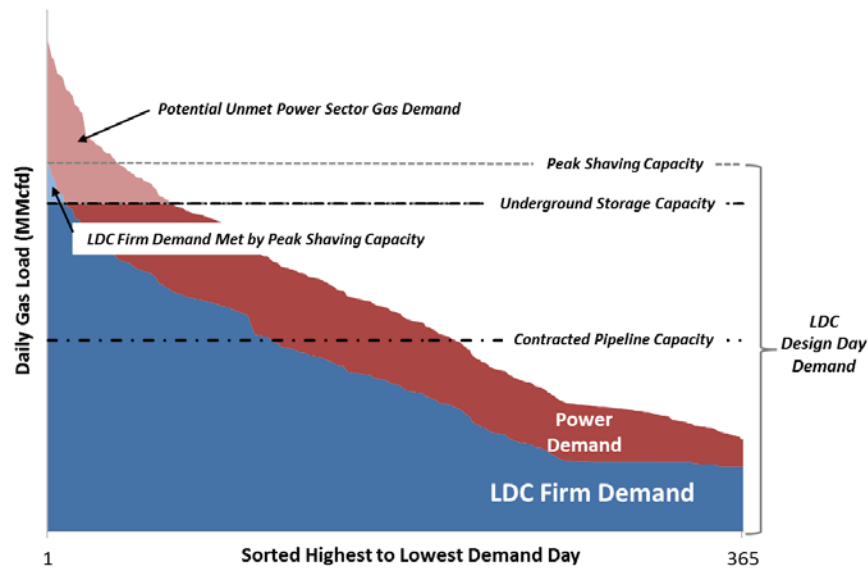 Potential Unmet Power Sector Gas Demand
Peak Shaving Capacity
Underground Storage Capacity
LDC Firm Demand Met by Peak Shaving Capacity
Contracted Pipeline Capacity
LDC
Design Day
Demand
Daily Gas Load (MMcfd)
Power
Demand
LDC Firm Demand
1
Sorted Highest to Lowest Demand Day
365